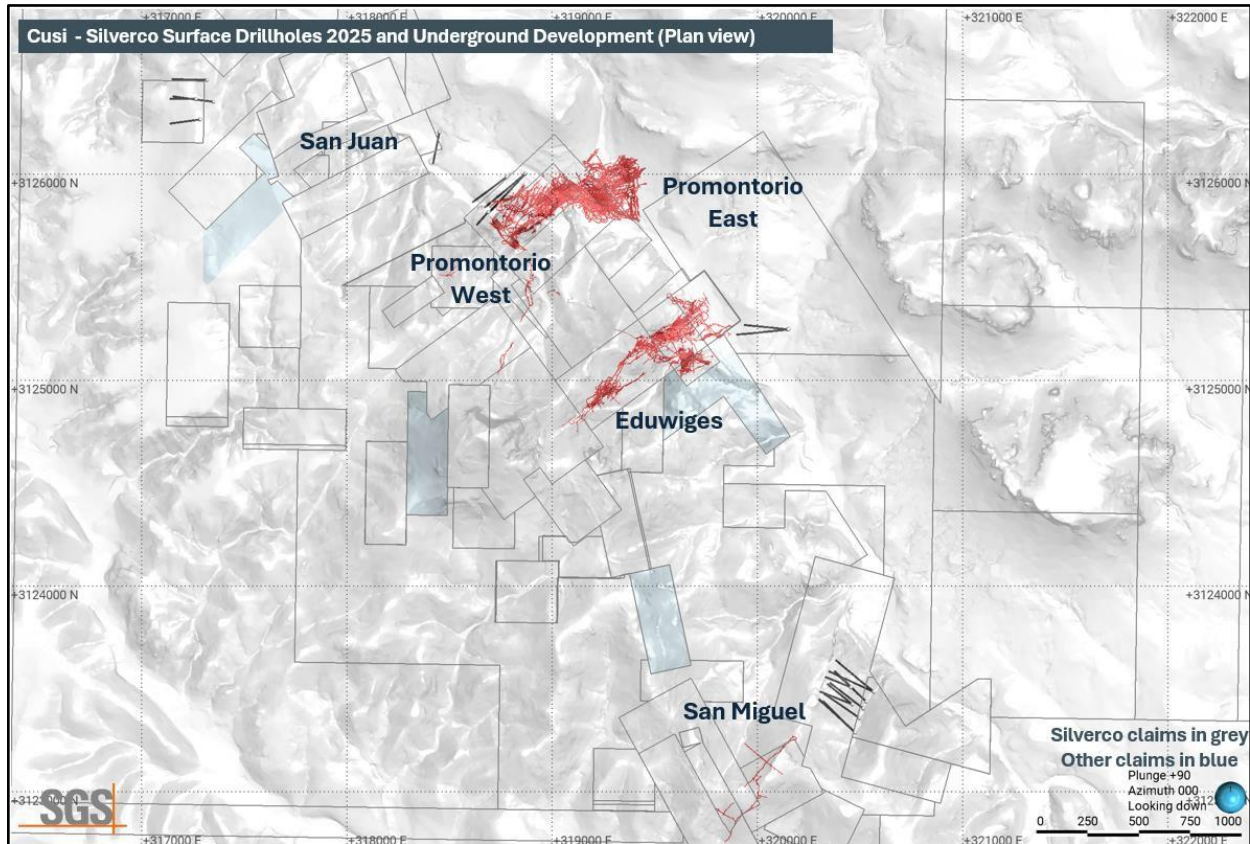 +317000 E +318000 E +319000 E +320000 E +321000 E +322000 E
Cusi - Silverco Surface Drillholes 2025 and Underground Development (Plan view)
San Juan
+3126000 N +3126000 N
Promontorio
East
Promontorio
West
+3125000 N +3125000 N
Eduwiges
+3124000 N +3124000 N
San Miguel
Silverco claims in grey
Other claims in blue
Plunge +90
Azimuth 000
Looking down
SGS
0 250 500 750 1000
+317000 E +318000 E +319000 E +320000 E +321000 E +322000 E